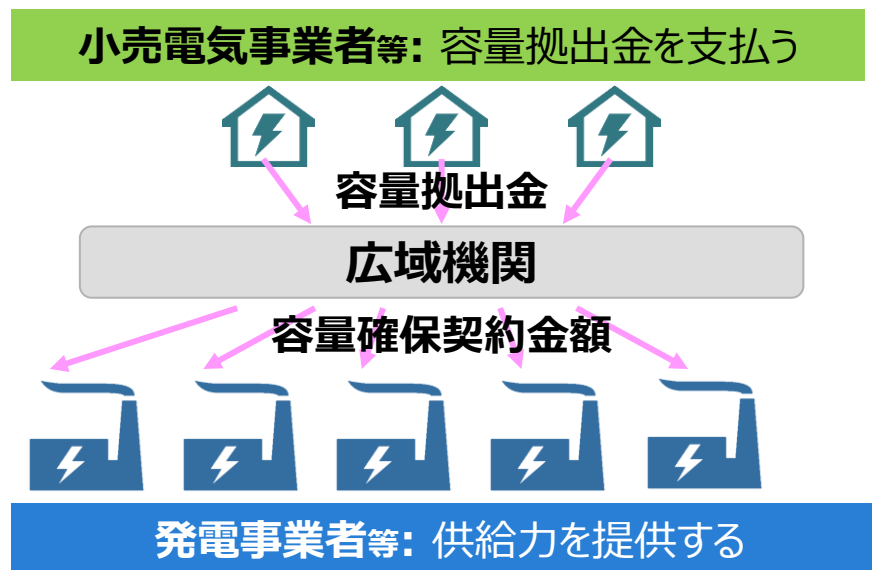 小売電気事業者等: 容量拠出金を支払う
容量拠出金
広域機関
容量確保契約金額
発電事業者等: 供給力を提供する